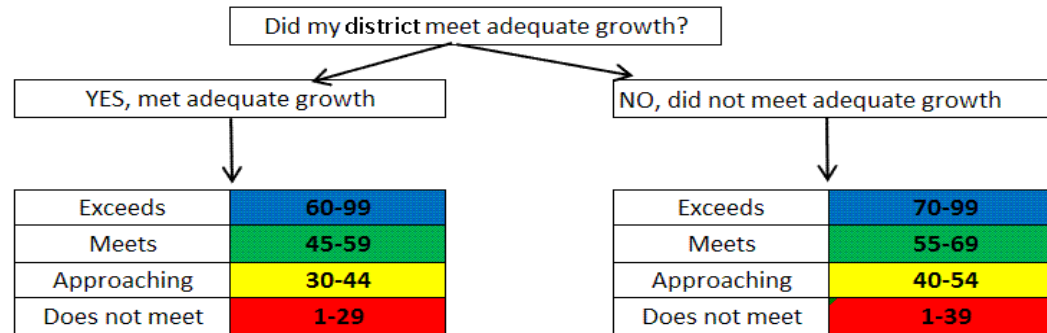 Did my district meet adequate growth?
YES, met adequate growth
NO, did not meet adequate growth
Exceeds 60-99
Meets 45-59
Approaching 30-44
Does not meet 1-29
Exceeds 70-99
Meets 55-69
Approaching 40-54
Does not meet 1-39